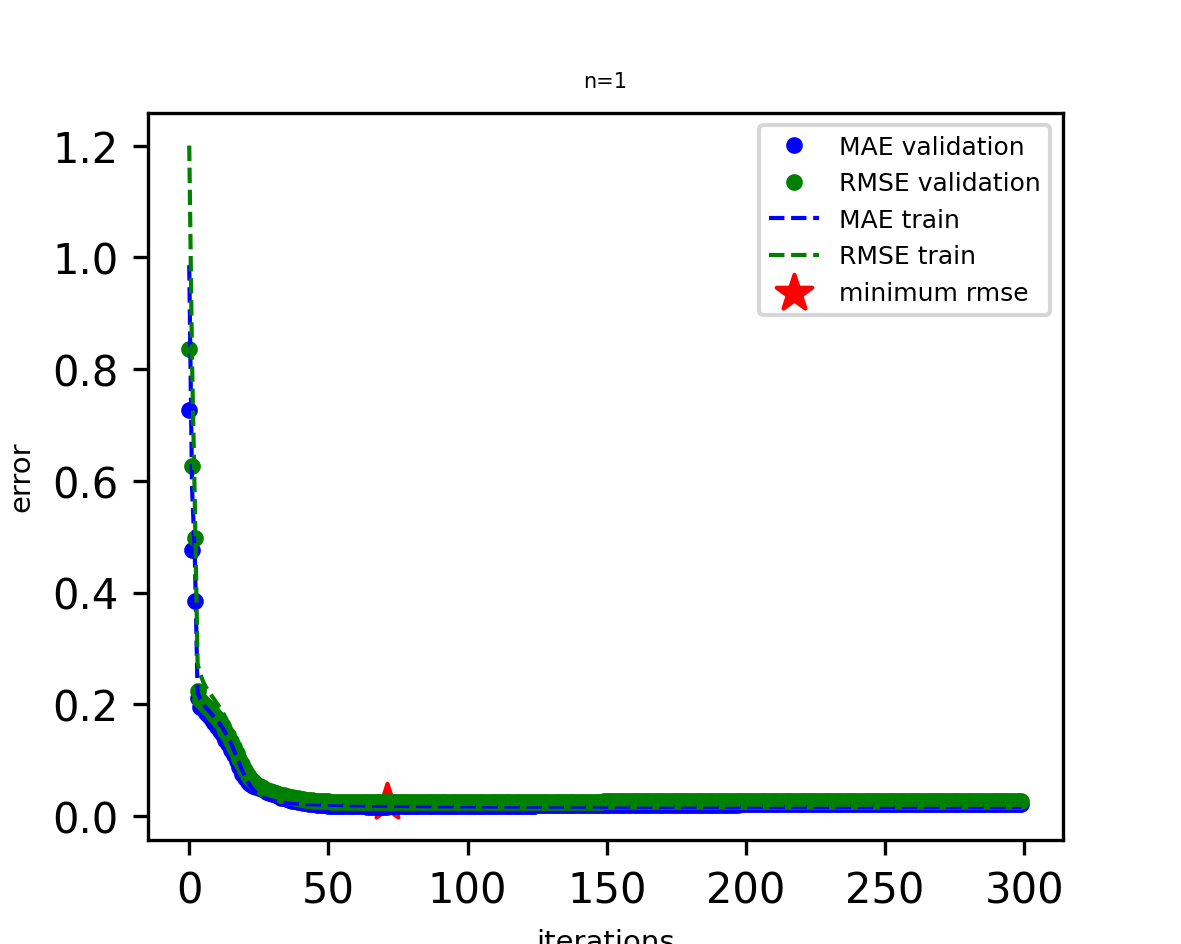 n=1
1.2
1.0
0.8
0.6
0.4
0.2
0.0
error
MAE validation
RMSE validation
MAE train
RMSE train
minimum rmse
0 50 100 150 200 250 300
iterations